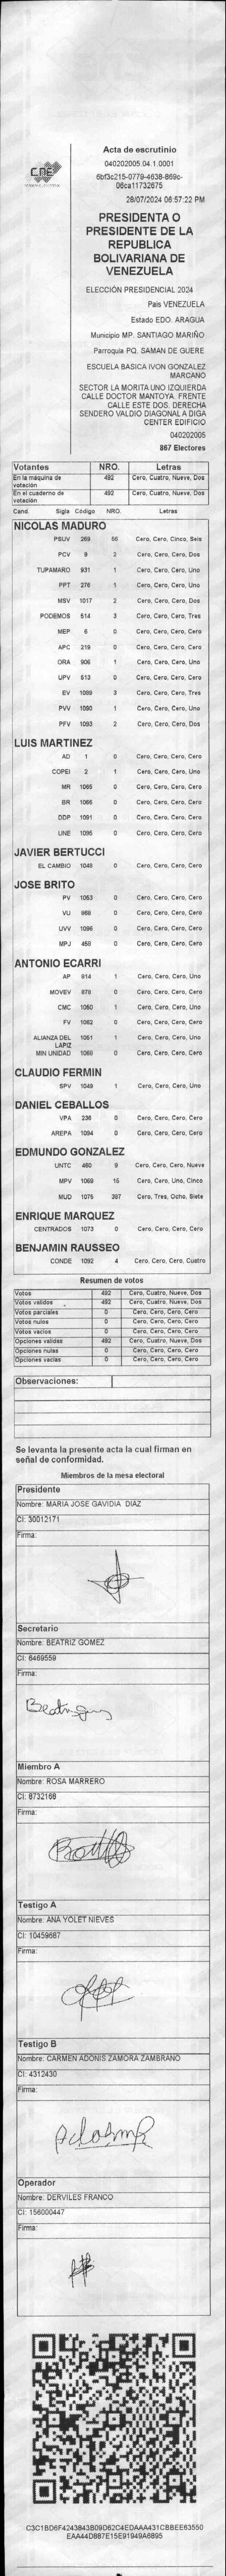 CNE
Acta de escrutinio
040202005.04.1.0001
6bf3c215-0779-4638-869c-
06ca11732675
28/07/2024 06:57:22 PM
PRESIDENTA O
PRESIDENTE DE LA
REPUBLICA
BOLIVARIANA DE
VENEZUELA
ELECCIÓN PRESIDENCIAL 2024
País VENEZUELA
Estado EDO. ARAGUA
Municipio MP. SANTIAGO MARIÑO
Parroquia PQ. SAMAN DE GUERE
ESCUELA BASICA IVON GONZALEZ
MARCANO
SECTOR LA MORITA UNO IZQUIERDA
CALLE DOCTOR MANTOYA. FRENTE
CALLE ESTE DOS. DERECHA
SENDERO VALDIO DIAGONAL A DIGA
CENTER EDIFICIO
040202005
867 Electores
Votantes NRO. Letras
En la máquina de votación 492 Cero, Cuatro, Nueve, Dos
En el cuaderno de votación 492 Cero, Cuatro, Nueve, Dos
Cand. Sigla Código NRO. Letras
NICOLAS MADURO
PSUV 269 56 Cero, Cero, Cinco, Seis
PCV 9 2 Cero, Cero, Cero, Dos
TUPAMARO 931 1 Cero, Cero, Cero, Uno
PPT 276 1 Cero, Cero, Cero, Uno
MSV 1017 2 Cero, Cero, Cero, Dos
PODEMOS 514 3 Cero, Cero, Cero, Tres
MEP 6 0 Cero, Cero, Cero, Cero
APC 219 0 Cero, Cero, Cero, Cero
ORA 906 1 Cero, Cero, Cero, Uno
UPV 513 0 Cero, Cero, Cero, Cero
EV 1089 3 Cero, Cero, Cero, Tres
PVV 1090 1 Cero, Cero, Cero, Uno
PFV 1093 2 Cero, Cero, Cero, Dos
LUIS MARTINEZ
AD 1 0 Cero, Cero, Cero, Cero
COPEI 2 1 Cero, Cero, Cero, Uno
MR 1065 0 Cero, Cero, Cero, Cero
BR 1066 0 Cero, Cero, Cero, Cero
DDP 1091 0 Cero, Cero, Cero, Cero
UNE 1095 0 Cero, Cero, Cero, Cero
JAVIER BERTUCCI
EL CAMBIO 1048 0 Cero, Cero, Cero, Cero
JOSE BRITO
PV 1053 0 Cero, Cero, Cero, Cero
VU 868 0 Cero, Cero, Cero, Cero
UVV 1096 0 Cero, Cero, Cero, Cero
MPJ 458 0 Cero, Cero, Cero, Cero
ANTONIO ECARRI
AP 814 1 Cero, Cero, Cero, Uno
MOVEV 878 0 Cero, Cero, Cero, Cero
CMC 1050 1 Cero, Cero, Cero, Uno
FV 1062 0 Cero, Cero, Cero, Cero
ALIANZA DEL LAPIZ 1051 1 Cero, Cero, Cero, Uno
MIN UNIDAD 1068 0 Cero, Cero, Cero, Cero
CLAUDIO FERMIN
SPV 1049 1 Cero, Cero, Cero, Uno
DANIEL CEBALLOS
VPA 236 0 Cero, Cero, Cero, Cero
AREPA 1094 0 Cero, Cero, Cero, Cero
EDMUNDO GONZALEZ
UNTC 460 9 Cero, Cero, Cero, Nueve
MPV 1069 15 Cero, Cero, Uno, Cinco
MUD 1075 387 Cero, Tres, Ocho, Siete
ENRIQUE MARQUEZ
CENTRADOS 1073 0 Cero, Cero, Cero, Cero
BENJAMIN RAUSSEO
CONDE 1092 4 Cero, Cero, Cero, Cuatro
Resumen de votos
Votos 492 Cero, Cuatro, Nueve, Dos
Votos validos 492 Cero, Cuatro, Nueve, Dos
Votos parciales 0 Cero, Cero, Cero, Cero
Votos nulos 0 Cero, Cero, Cero, Cero
Votos vacios 0 Cero, Cero, Cero, Cero
Opciones validas 492 Cero, Cuatro, Nueve, Dos
Opciones nulas 0 Cero, Cero, Cero, Cero
Opciones vacias 0 Cero, Cero, Cero, Cero
Observaciones:
Se levanta la presente acta la cual firman en
señal de conformidad.
Miembros de la mesa electoral
Presidente
Nombre: MARIA JOSE GAVIDIA DIAZ
CI: 30012171
Firma:
Secretario
Nombre: BEATRIZ GOMEZ
CI: 6469559
Firma:
Miembro A
Nombre: ROSA MARRERO
CI: 8732168
Firma:
Testigo A
Nombre: ANA YOLET NIEVES
CI: 10459687
Firma:
Testigo B
Nombre: CARMEN ADONIS ZAMORA ZAMBRANO
CI: 4312430
Firma:
Operador
Nombre: DERVILES FRANCO
CI: 156000447
Firma:
C3C1BD6F4243843B09D62C4EDAAA431CBBEE63550
EAA44D887E15E91949A6895